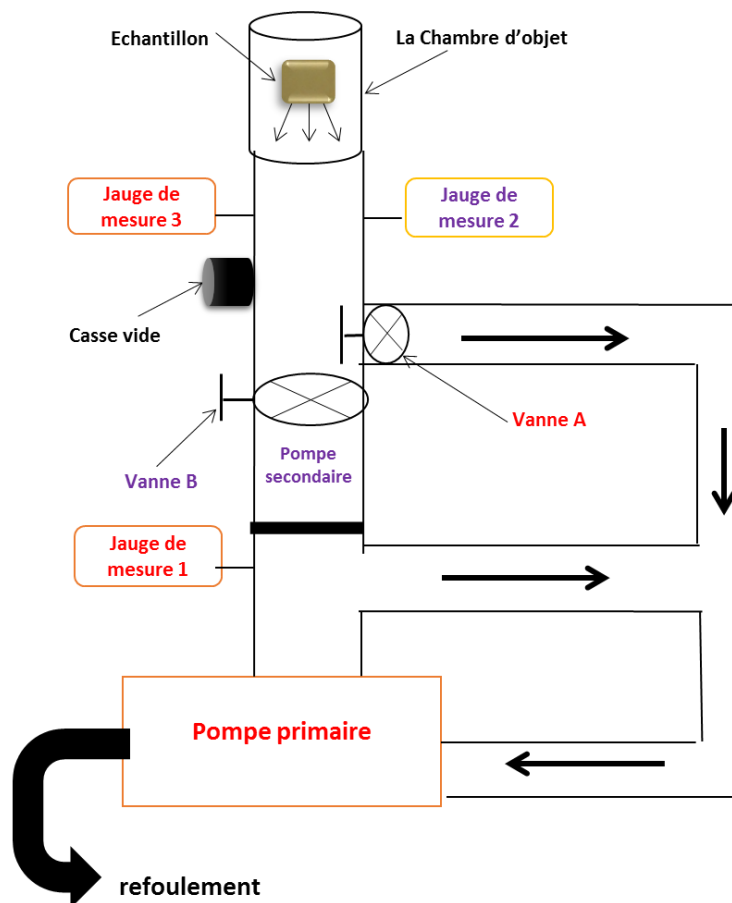 Echantillon
La Chambre d’objet
Jauge de
mesure 3
Jauge de
mesure 2
Casse vide
Vanne A
Vanne B
Pompe
secondaire
Jauge de
mesure 1
Pompe primaire
refoulement